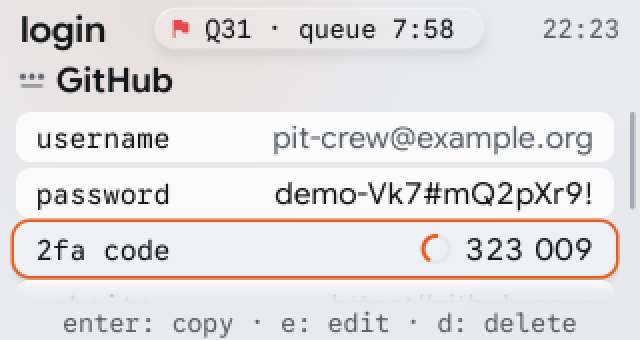 login Q31 · queue 7:58 22:23
GitHub
username pit-crew@example.org
password demo-Vk7#mQ2pXr9!
2fa code 323 009
enter: copy · e: edit · d: delete